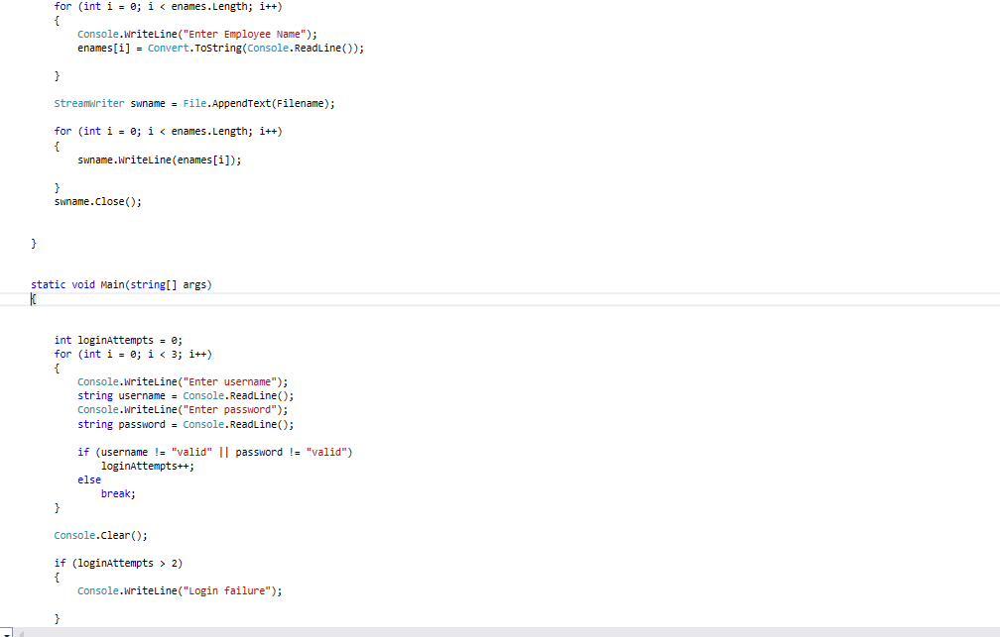 for (int i = 0; i < enames.Length; i++)
{
Console.WriteLine("Enter Employee Name");
enames[i] = Convert.ToString(Console.ReadLine());
}
StreamWriter swname = File.AppendText(Filename);
for (int i = 0; i < enames.Length; i++)
{
swname.WriteLine(enames[i]);
}
swname.Close();
}
static void Main(string[] args)
{
int loginAttempts = 0;
for (int i = 0; i < 3; i++)
{
Console.WriteLine("Enter username");
string username = Console.ReadLine();
Console.WriteLine("Enter password");
string password = Console.ReadLine();
if (username != "valid" || password != "valid")
loginAttempts++;
else
break;
}
Console.Clear();
if (loginAttempts > 2)
{
Console.WriteLine("Login failure");
}